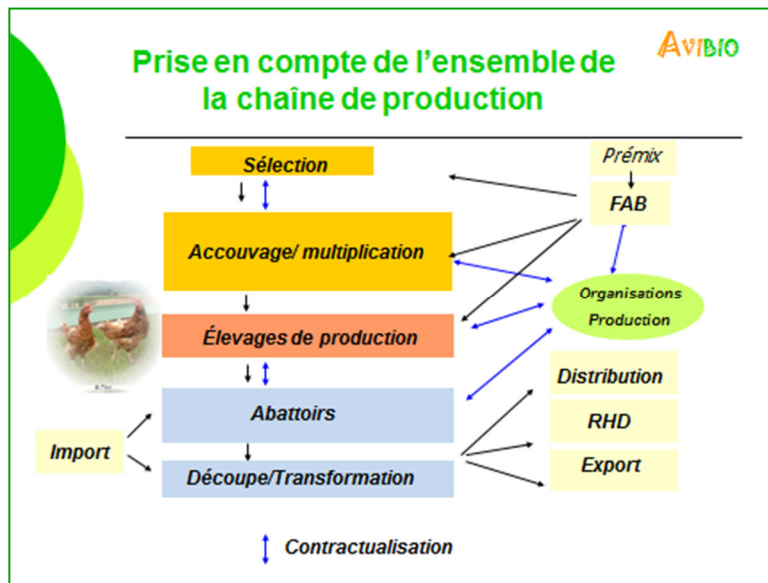 AVIBIO
Prise en compte de l'ensemble de
la chaîne de production
Sélection
Prémix
FAB
Accouvage/ multiplication
Organisations
Production
Élevages de production
Distribution
Abattoirs
RHD
Import
Export
Découpe/Transformation
Contractualisation